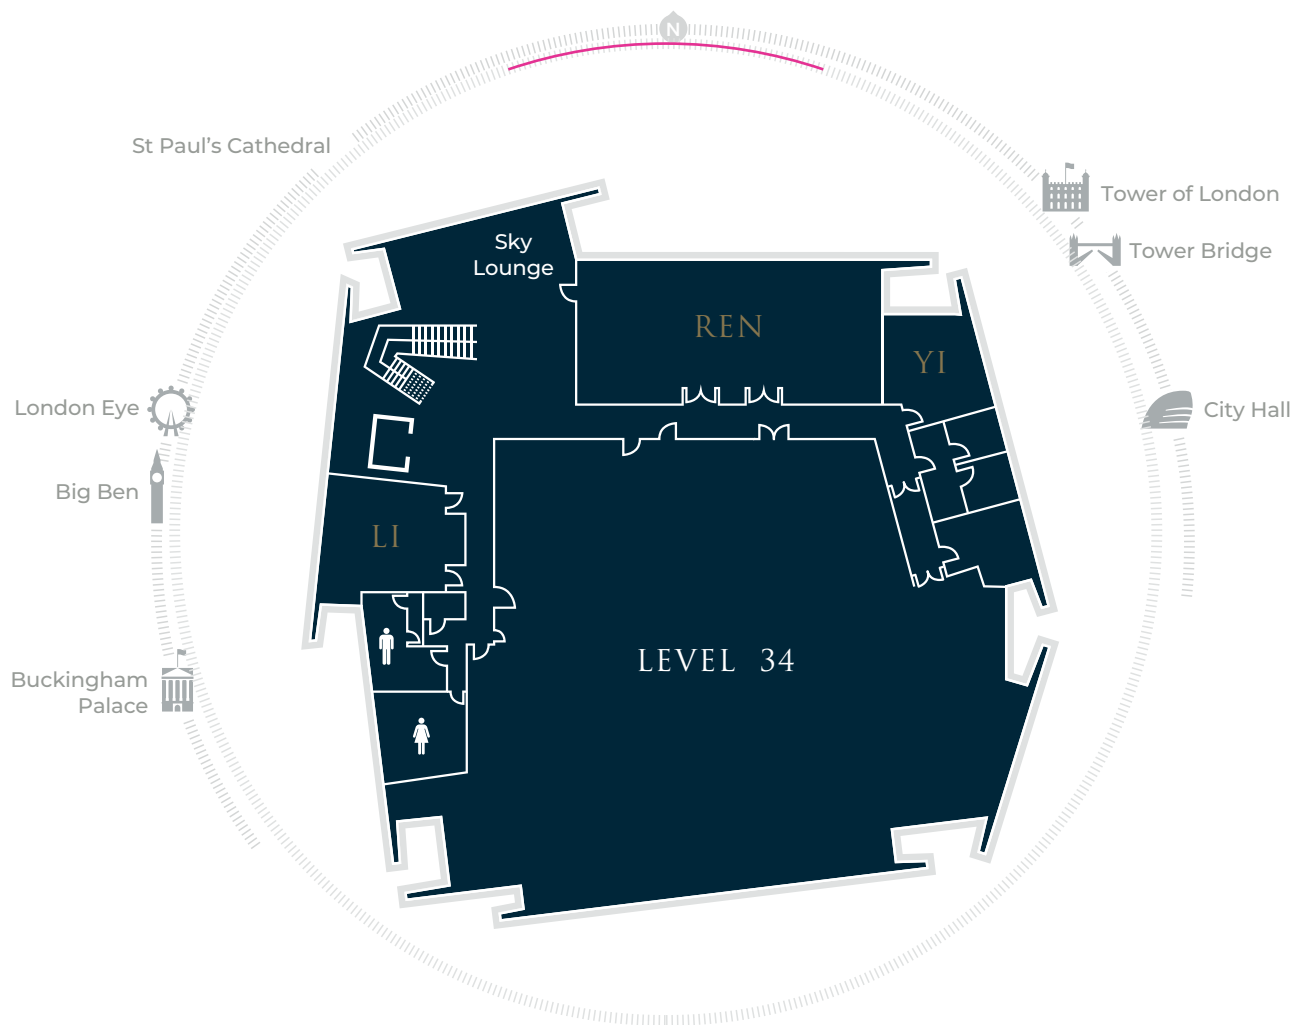 N
St Paul's Cathedral
Tower of London
Sky
Lounge
Tower Bridge
REN
YI
London Eye
City Hall
Big Ben
LI
LEVEL 34
Buckingham
Palace